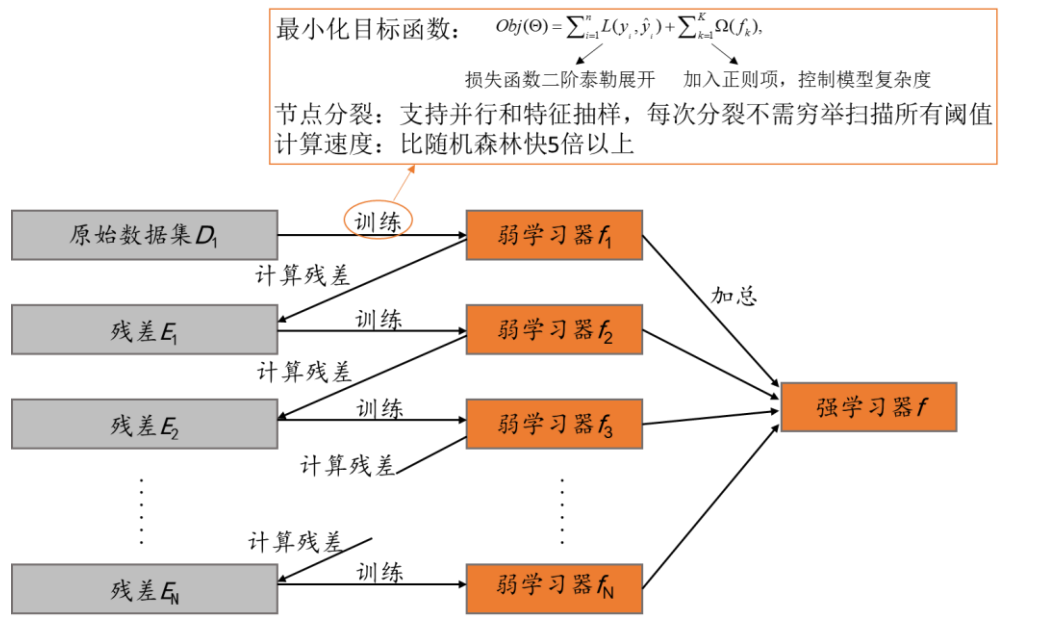 最小化目标函数： Obj(Θ) = ∑ⁿᵢ₌₁ L(yᵢ, ŷᵢ) + ∑ᴷₖ₌₁ Ω(fₖ),
损失函数二阶泰勒展开 加入正则项，控制模型复杂度
节点分裂：支持并行和特征抽样，每次分裂不需穷举扫描所有阈值
计算速度：比随机森林快5倍以上
原始数据集D₁ 训练 弱学习器f₁
计算残差 加总
残差E₁ 训练 弱学习器f₂
计算残差
残差E₂ 训练 弱学习器f₃ 强学习器f
计算残差
计算残差
残差E_N 训练 弱学习器f_N